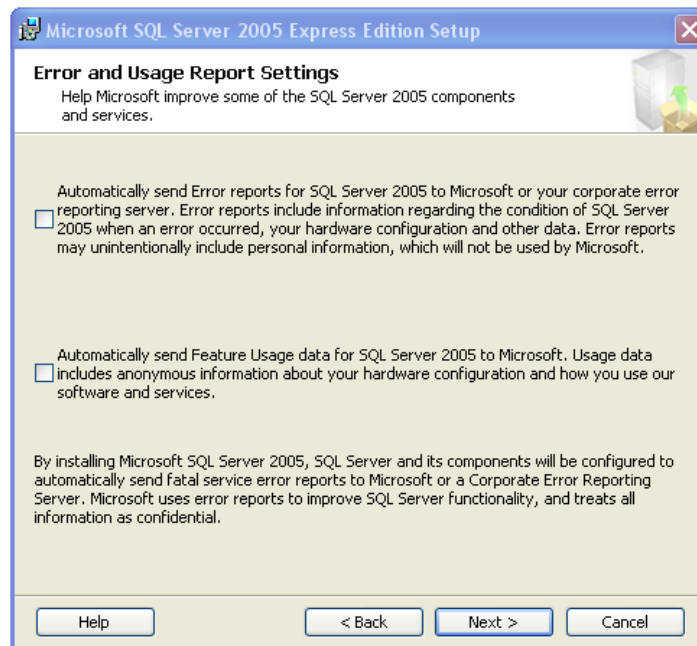 Microsoft SQL Server 2005 Express Edition Setup
Error and Usage Report Settings
Help Microsoft improve some of the SQL Server 2005 components
and services.
Automatically send Error reports for SQL Server 2005 to Microsoft or your corporate error
reporting server. Error reports include information regarding the condition of SQL Server
2005 when an error occurred, your hardware configuration and other data. Error reports
may unintentionally include personal information, which will not be used by Microsoft.
Automatically send Feature Usage data for SQL Server 2005 to Microsoft. Usage data
includes anonymous information about your hardware configuration and how you use our
software and services.
By installing Microsoft SQL Server 2005, SQL Server and its components will be configured to
automatically send fatal service error reports to Microsoft or a Corporate Error Reporting
Server. Microsoft uses error reports to improve SQL Server functionality, and treats all
information as confidential.
Help
< Back
Next >
Cancel